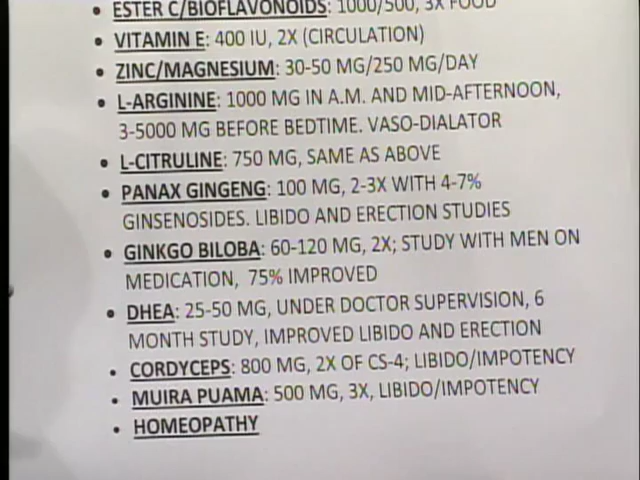 • ESTER C/BIOFLAVONOIDS: 1000/500, 3X FOOD
• VITAMIN E: 400 IU, 2X (CIRCULATION)
• ZINC/MAGNESIUM: 30-50 MG/250 MG/DAY
• L-ARGININE: 1000 MG IN A.M. AND MID-AFTERNOON,
3-5000 MG BEFORE BEDTIME. VASO-DIALATOR
• L-CITRULINE: 750 MG, SAME AS ABOVE
• PANAX GINGENG: 100 MG, 2-3X WITH 4-7%
GINSENOSIDES. LIBIDO AND ERECTION STUDIES
• GINKGO BILOBA: 60-120 MG, 2X; STUDY WITH MEN ON
MEDICATION, 75% IMPROVED
• DHEA: 25-50 MG, UNDER DOCTOR SUPERVISION, 6
MONTH STUDY, IMPROVED LIBIDO AND ERECTION
• CORDYCEPS: 800 MG, 2X OF CS-4; LIBIDO/IMPOTENCY
• MUIRA PUAMA: 500 MG, 3X, LIBIDO/IMPOTENCY
• HOMEOPATHY